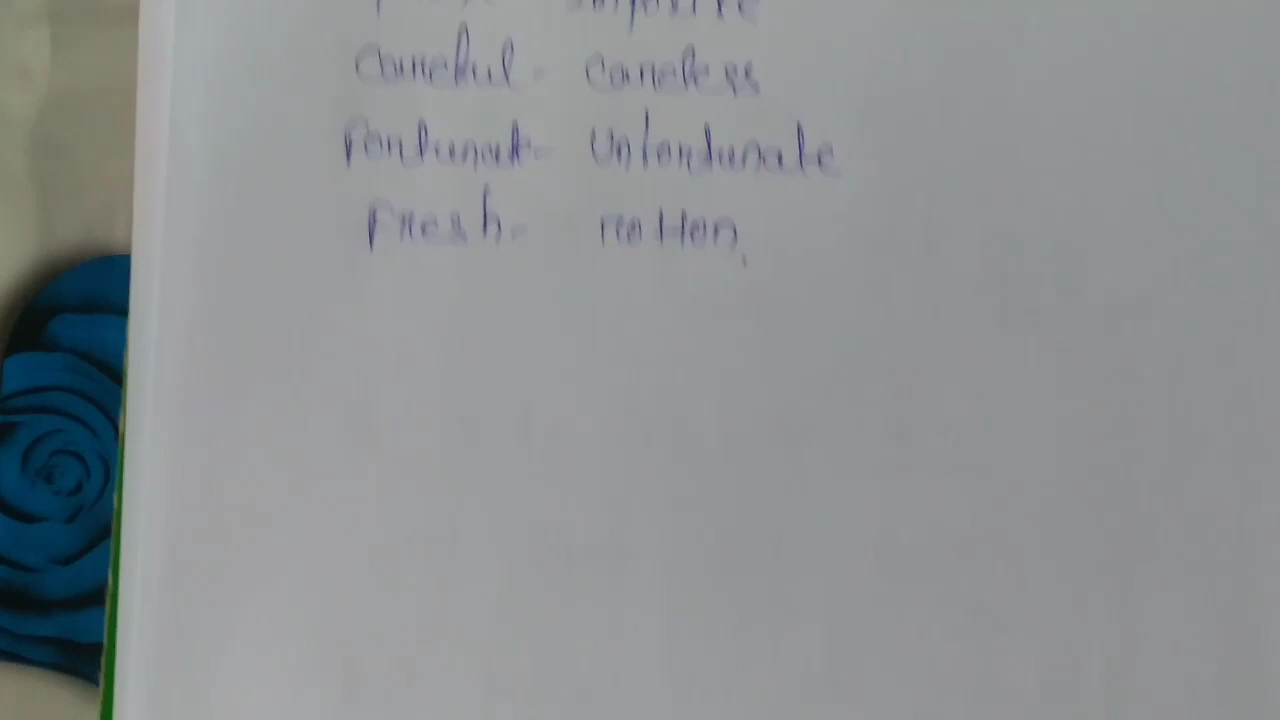 Careful - Careless
Fortunate - Unfortunate
Fresh - rotten,